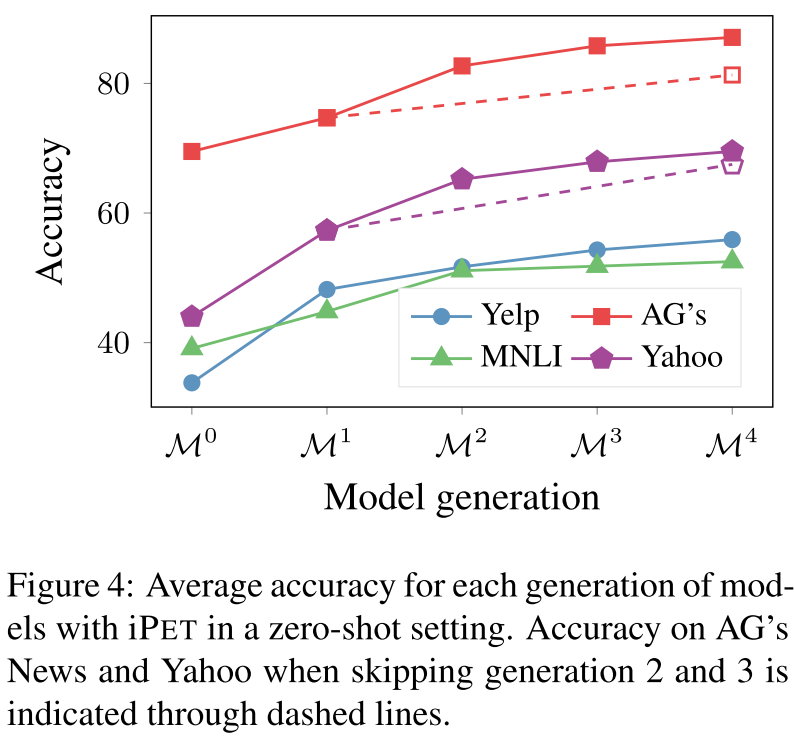 80
60
40
Accuracy
Yelp AG's
MNLI Yahoo
ℳ⁰ ℳ¹ ℳ² ℳ³ ℳ⁴
Model generation
Figure 4: Average accuracy for each generation of mod-
els with iPET in a zero-shot setting. Accuracy on AG's
News and Yahoo when skipping generation 2 and 3 is
indicated through dashed lines.